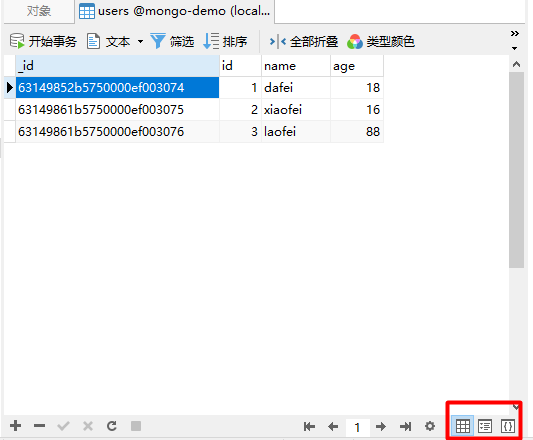 对象 users @mongo-demo (local...
开始事务 文本 筛选 排序 全部折叠 类型颜色
_id id name age
63149852b5750000ef003074 1 dafei 18
63149861b5750000ef003075 2 xiaofei 16
63149861b5750000ef003076 3 laofei 88
1